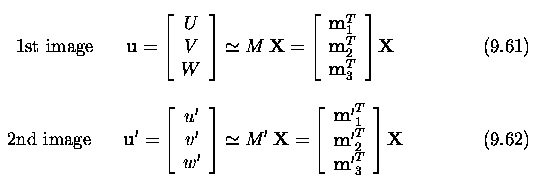 1st image u = [ U V W ] ≃ M X = [ m₁ᵀ m₂ᵀ m₃ᵀ ] X (9.61)
2nd image u′ = [ u′ v′ w′ ] ≃ M′ X = [ m′₁ᵀ m′₂ᵀ m′₃ᵀ ] X (9.62)